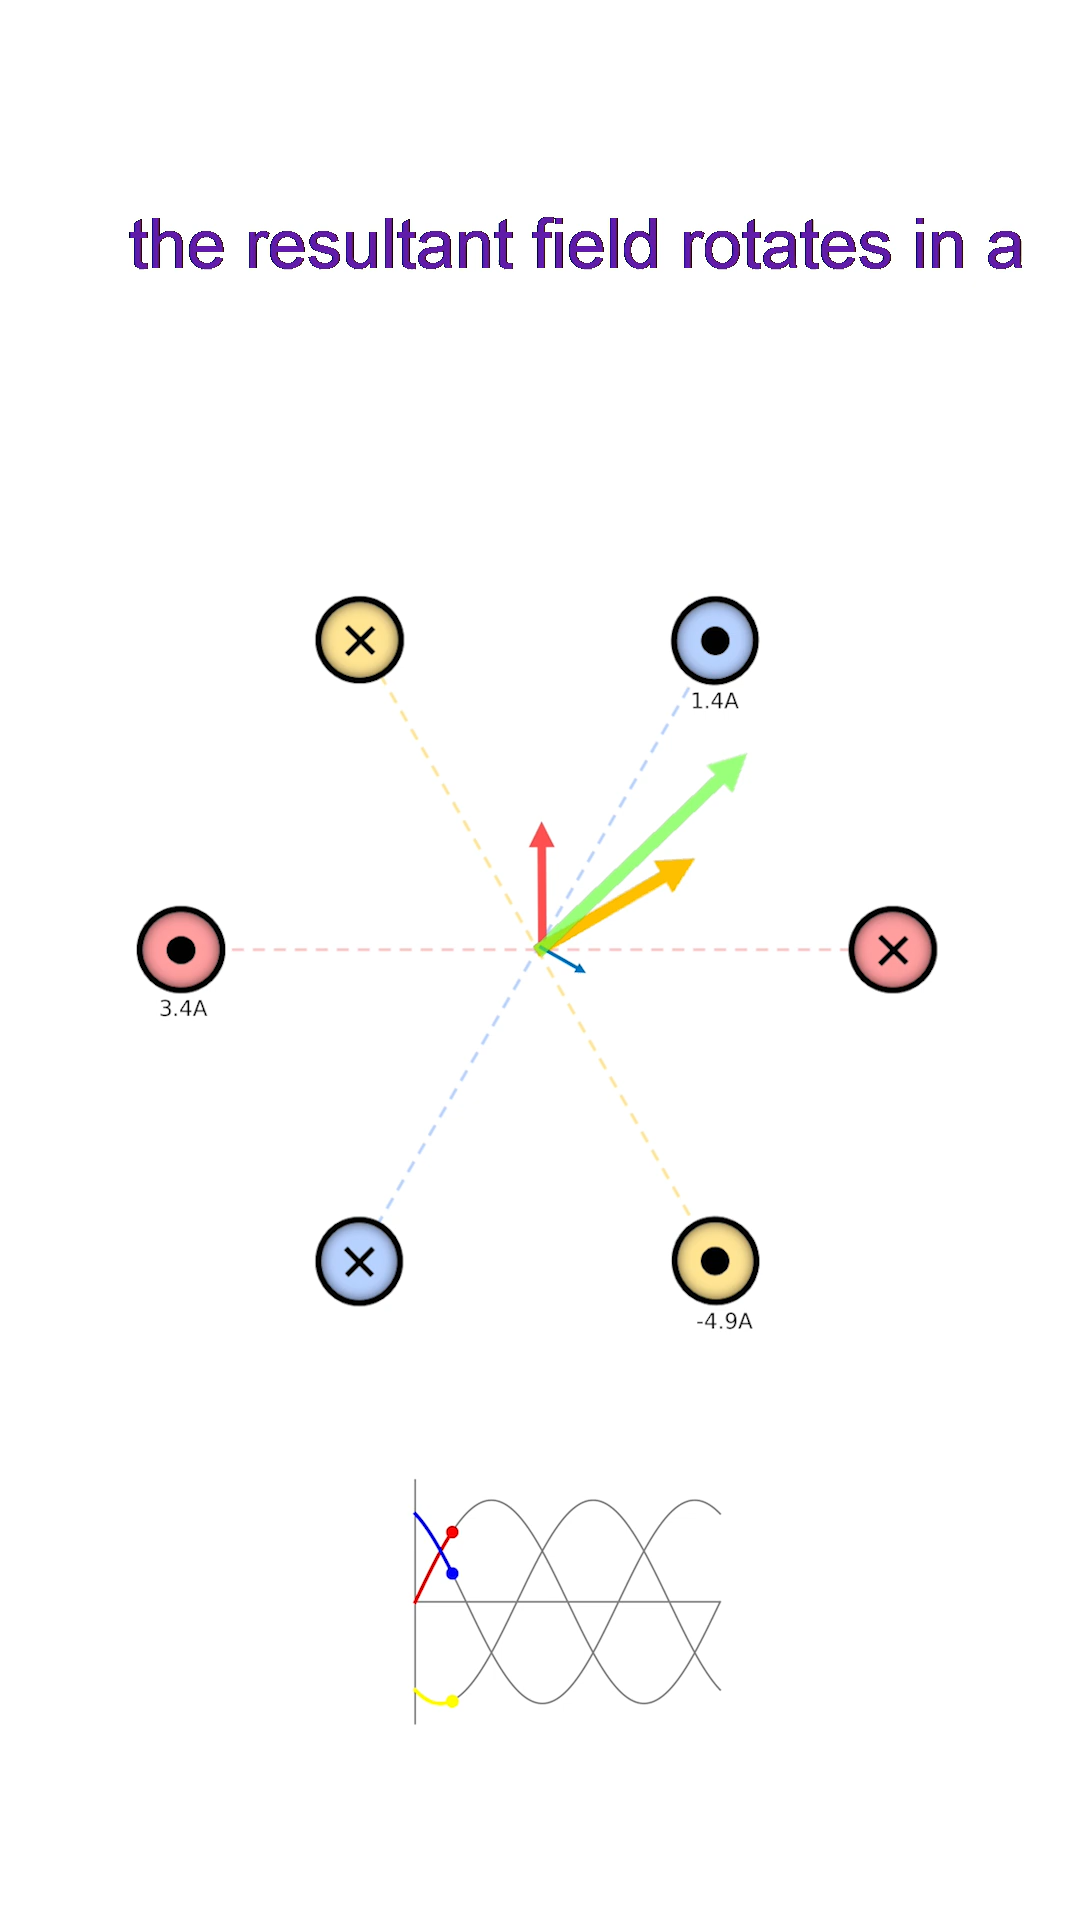 the resultant field rotates in a
1.4A
3.4A
-4.9A